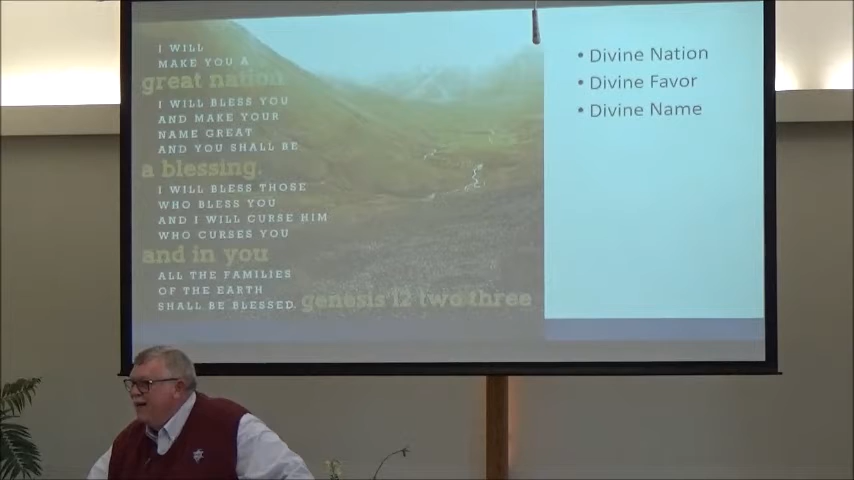 I WILL
MAKE YOU A
great nation
I WILL BLESS YOU
AND MAKE YOUR
NAME GREAT
AND YOU SHALL BE
a blessing.
I WILL BLESS THOSE
WHO BLESS YOU
AND I WILL CURSE HIM
WHO CURSES YOU
and in you
ALL THE FAMILIES
OF THE EARTH
SHALL BE BLESSED. genesis 12 two three
• Divine Nation
• Divine Favor
• Divine Name